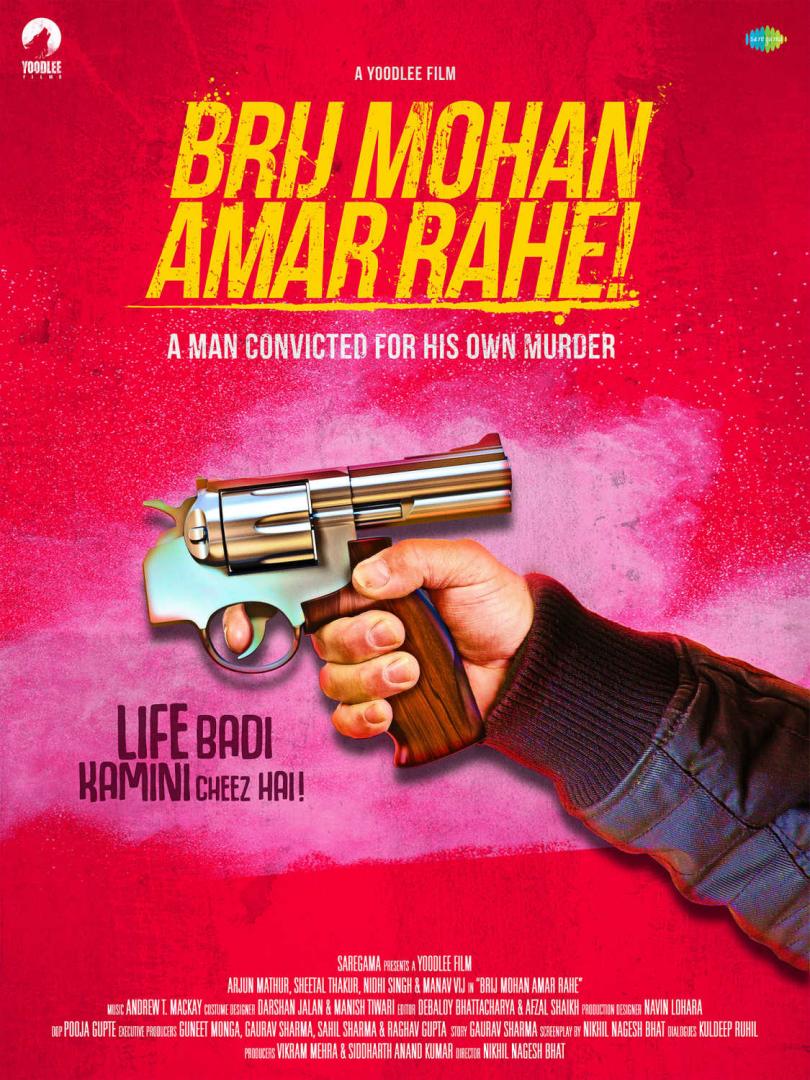 YOODLEE
FILMS
saregama
A YOODLEE FILM
BRIJ MOHAN
AMAR RAHE!
A MAN CONVICTED FOR HIS OWN MURDER
LIFE BADI
KAMINI CHEEZ HAI!
SAREGAMA PRESENTS A YOODLEE FILM
ARJUN MATHUR, SHEETAL THAKUR, NIDHI SINGH & MANAV VIJ IN "BRIJ MOHAN AMAR RAHE"
MUSIC ANDREW T. MACKAY COSTUME DESIGNER DARSHAN JALAN & MANISH TIWARI EDITOR DEBALOY BHATTACHARYA & AFZAL SHAIKH PRODUCTION DESIGNER NAVIN LOHARA
DOP POOJA GUPTE EXECUTIVE PRODUCERS GUNEET MONGA, GAURAV SHARMA, SAHIL SHARMA & RAGHAV GUPTA STORY GAURAV SHARMA SCREENPLAY BY NIKHIL NAGESH BHAT DIALOGUES KULDEEP RUHIL
PRODUCERS VIKRAM MEHRA & SIDDHARTH ANAND KUMAR DIRECTOR NIKHIL NAGESH BHAT